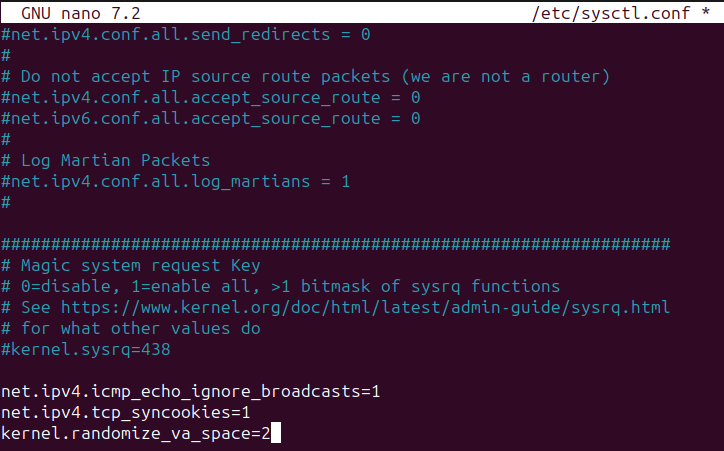 GNU nano 7.2 /etc/sysctl.conf *
#net.ipv4.conf.all.send_redirects = 0
#
# Do not accept IP source route packets (we are not a router)
#net.ipv4.conf.all.accept_source_route = 0
#net.ipv6.conf.all.accept_source_route = 0
#
# Log Martian Packets
#net.ipv4.conf.all.log_martians = 1
#
###################################################################
# Magic system request Key
# 0=disable, 1=enable all, >1 bitmask of sysrq functions
# See https://www.kernel.org/doc/html/latest/admin-guide/sysrq.html
# for what other values do
#kernel.sysrq=438
net.ipv4.icmp_echo_ignore_broadcasts=1
net.ipv4.tcp_syncookies=1
kernel.randomize_va_space=2